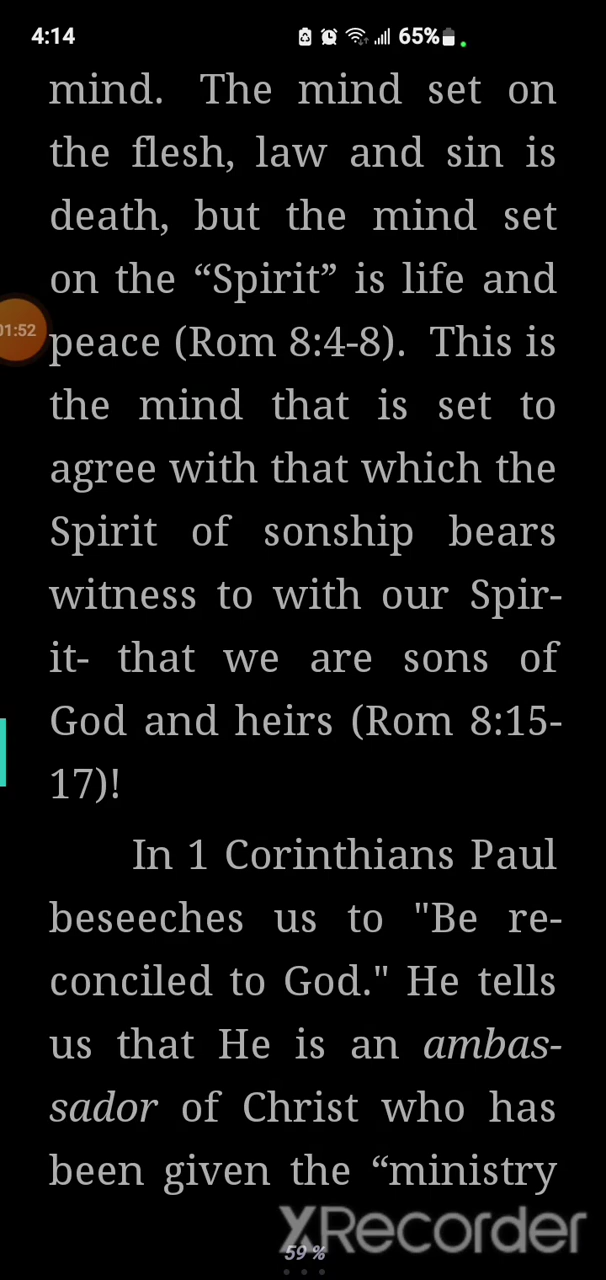 4:14
65%
mind. The mind set on
the flesh, law and sin is
death, but the mind set
on the “Spirit” is life and
01:52
peace (Rom 8:4-8). This is
the mind that is set to
agree with that which the
Spirit of sonship bears
witness to with our Spir-
it- that we are sons of
God and heirs (Rom 8:15-
17)!
In 1 Corinthians Paul
beseeches us to "Be re-
conciled to God." He tells
us that He is an ambas-
sador of Christ who has
been given the “ministry
XRecorder
59 %